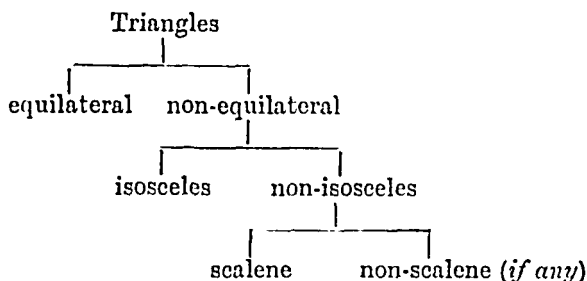 Triangles
equilateral non-equilateral
isosceles non-isosceles
scalene non-scalene (if any)